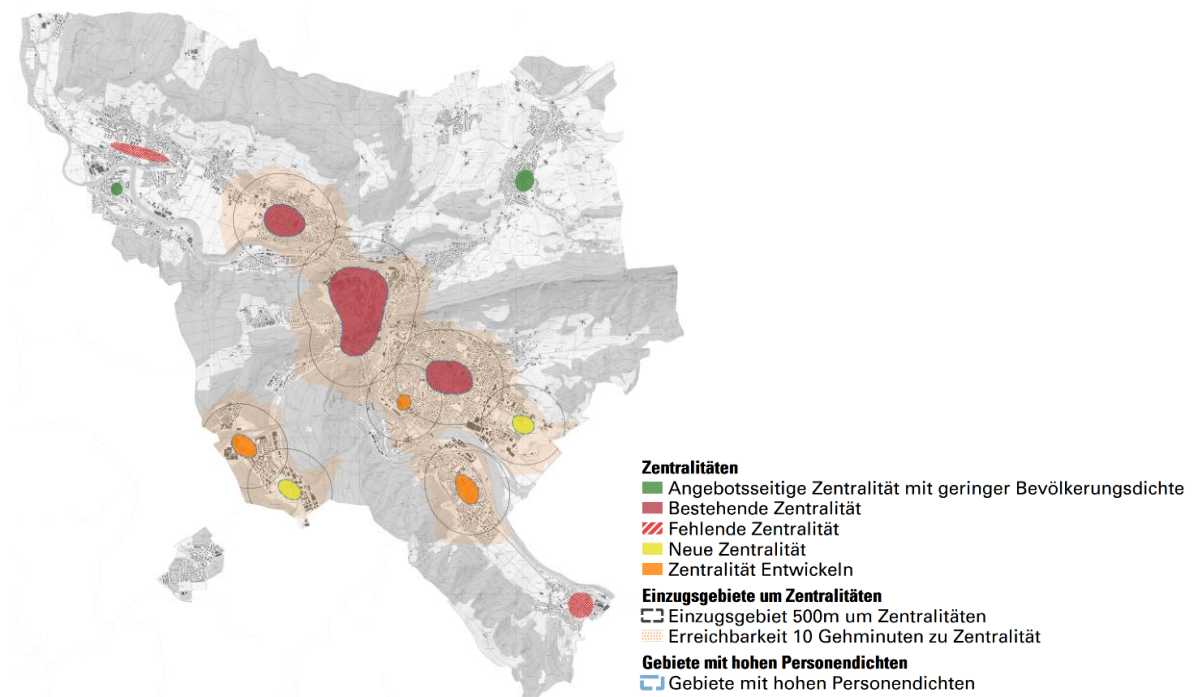 Zentralitäten
Angebotsseitige Zentralität mit geringer Bevölkerungsdichte
Bestehende Zentralität
Fehlende Zentralität
Neue Zentralität
Zentralität Entwickeln
Einzugsgebiete um Zentralitäten
Einzugsgebiet 500m um Zentralitäten
Erreichbarkeit 10 Gehminuten zu Zentralität
Gebiete mit hohen Personendichten
Gebiete mit hohen Personendichten